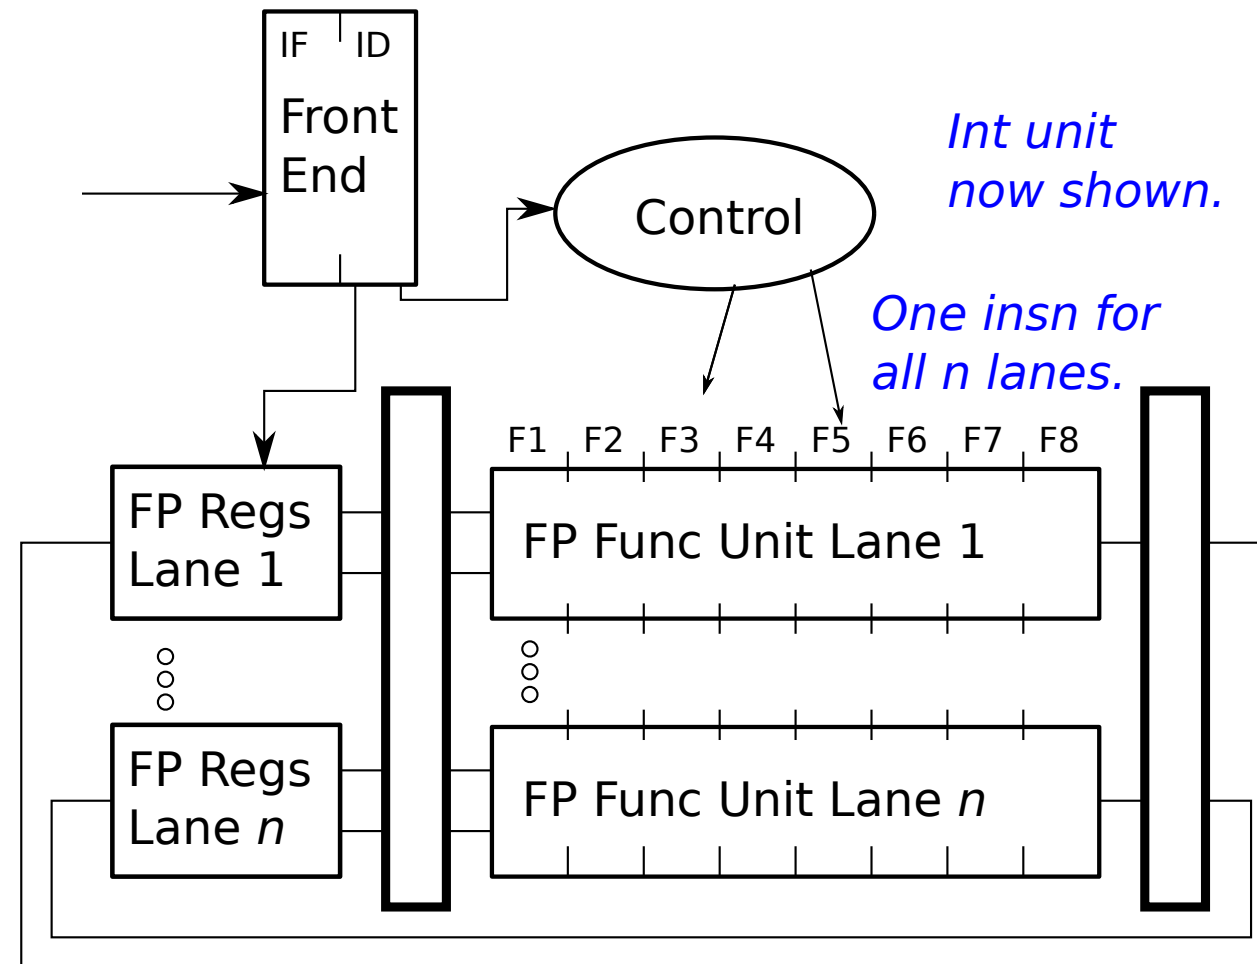 IF ID
Front
End
Control
Int unit
now shown.
One insn for
all n lanes.
F1 F2 F3 F4 F5 F6 F7 F8
FP Regs
Lane 1
FP Func Unit Lane 1
FP Regs
Lane n
FP Func Unit Lane n